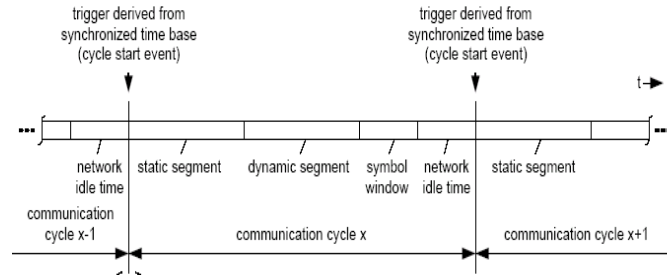 trigger derived from
synchronized time base
(cycle start event)
trigger derived from
synchronized time base
(cycle start event)
t
network
idle time
static segment
dynamic segment
symbol
window
network
idle time
static segment
communication
cycle x-1
communication cycle x
communication cycle x+1